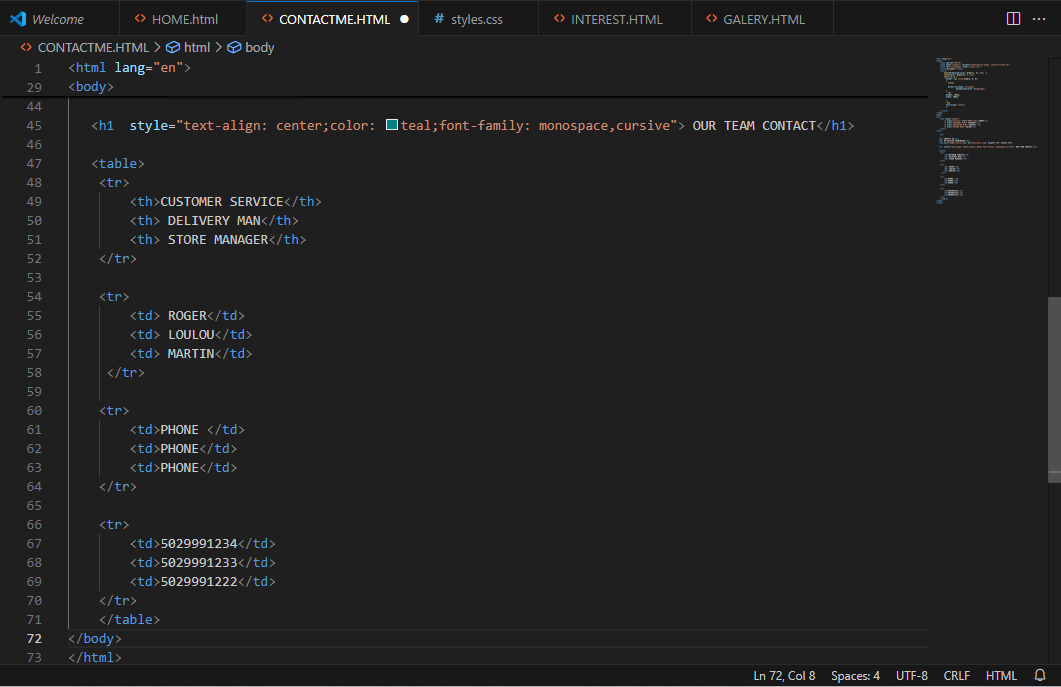 Welcome HOME.html CONTACTME.HTML # styles.css INTEREST.HTML GALERY.HTML ···
CONTACTME.HTML > html > body
1 <html lang="en">
29 <body>
44
45 <h1 style="text-align: center;color: teal;font-family: monospace,cursive"> OUR TEAM CONTACT</h1>
46
47 <table>
48 <tr>
49 <th>CUSTOMER SERVICE</th>
50 <th> DELIVERY MAN</th>
51 <th> STORE MANAGER</th>
52 </tr>
53
54 <tr>
55 <td> ROGER</td>
56 <td> LOULOU</td>
57 <td> MARTIN</td>
58 </tr>
59
60 <tr>
61 <td>PHONE </td>
62 <td>PHONE</td>
63 <td>PHONE</td>
64 </tr>
65
66 <tr>
67 <td>5029991234</td>
68 <td>5029991233</td>
69 <td>5029991222</td>
70 </tr>
71 </table>
72 </body>
73 </html>
Ln 72, Col 8 Spaces: 4 UTF-8 CRLF HTML